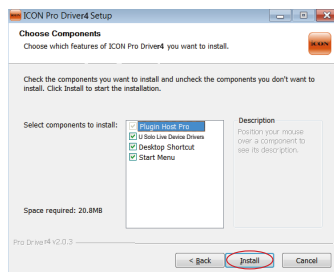 ICON Pro Driver4 Setup
Choose Components
Choose which features of ICON Pro Driver4 you want to install.
ICON
Check the components you want to install and uncheck the components you don't want to
install. Click Install to start the installation.
Select components to install:
Plugin Host Pro
U Solo Live Device Drivers
Desktop Shortcut
Start Menu
Description
Position your mouse
over a component to
see its description.
Space required: 20.8MB
Pro Driver4 v2.0.3
< Back
Install
Cancel